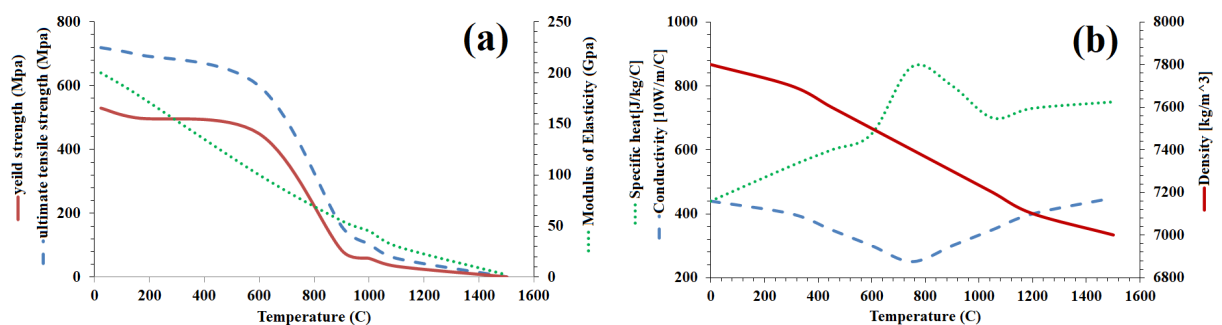 (a)
800
600
400
200
0
250
200
150
100
50
0
0 200 400 600 800 1000 1200 1400 1600
Temperature (C)
yeild strength (Mpa)
ultimate tensile strength (Mpa)
Modulus of Elasticity (Gpa)
(b)
1000
800
600
400
200
8000
7800
7600
7400
7200
7000
6800
0 200 400 600 800 1000 1200 1400 1600
Temperature (C)
Specific heat[J/kg/C]
Conductivity [10W/m/C]
Density [kg/m^3]